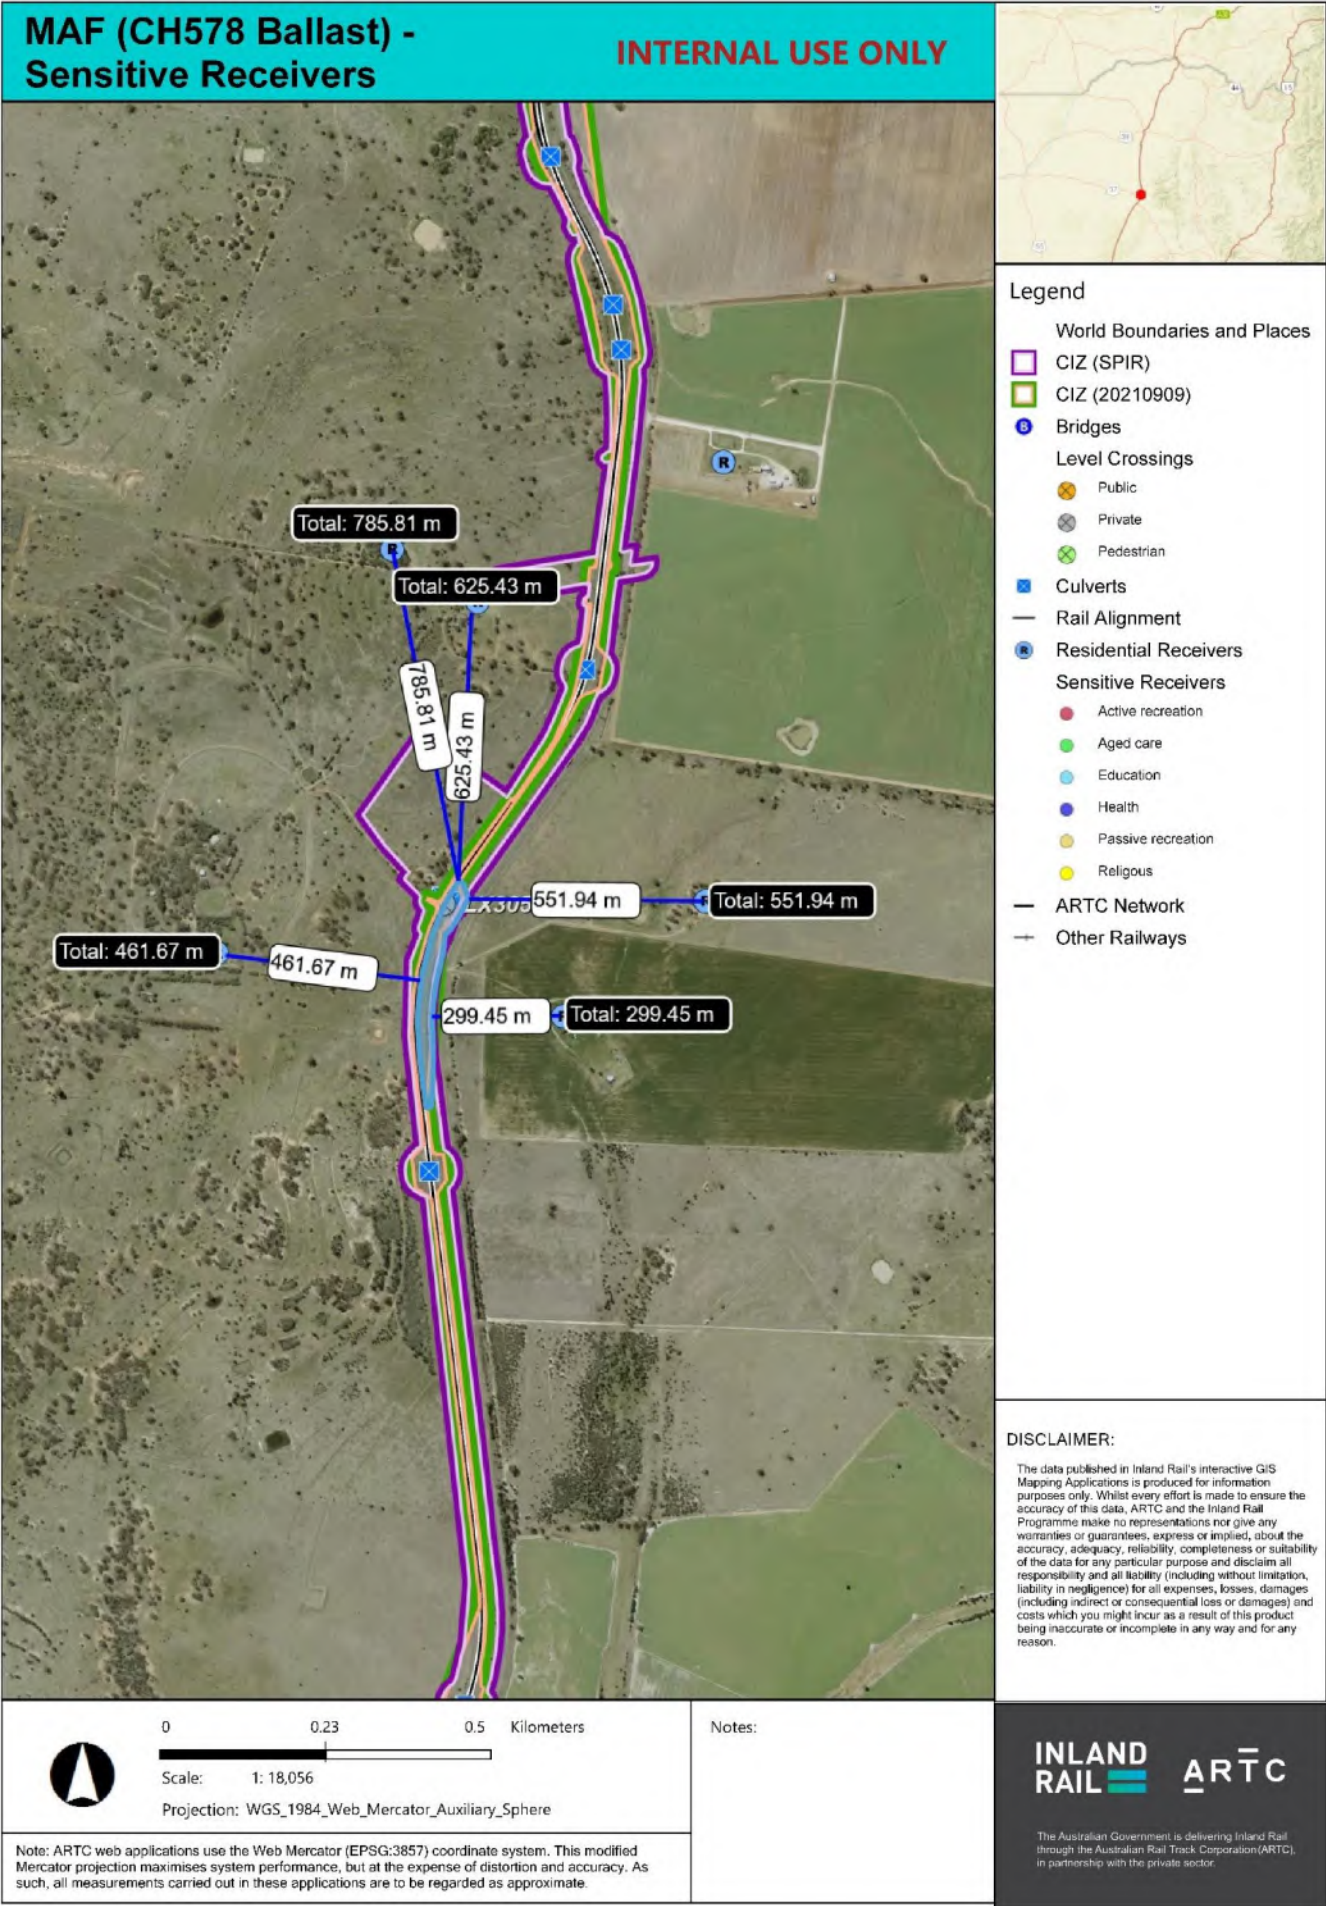 MAF (CH578 Ballast) -
Sensitive Receivers
INTERNAL USE ONLY
Total: 785.81 m
Total: 625.43 m
785.81 m
625.43 m
551.94 m
Total: 551.94 m
Total: 461.67 m
461.67 m
299.45 m
Total: 299.45 m
R
Legend
World Boundaries and Places
CIZ (SPIR)
CIZ (20210909)
B Bridges
Level Crossings
Public
Private
Pedestrian
Culverts
Rail Alignment
R Residential Receivers
Sensitive Receivers
Active recreation
Aged care
Education
Health
Passive recreation
Religous
ARTC Network
Other Railways
DISCLAIMER:
The data published in Inland Rail's interactive GIS
Mapping Applications is produced for information
purposes only. Whilst every effort is made to ensure the
accuracy of this data, ARTC and the Inland Rail
Programme make no representations nor give any
warranties or guarantees, express or implied, about the
accuracy, adequacy, reliability, completeness or suitability
of the data for any particular purpose and disclaim all
responsibility and all liability (including without limitation,
liability in negligence) for all expenses, losses, damages
(including indirect or consequential loss or damages) and
costs which you might incur as a result of this product
being inaccurate or incomplete in any way and for any
reason.
0 0.23 0.5 Kilometers
Scale: 1: 18,056
Projection: WGS_1984_Web_Mercator_Auxiliary_Sphere
Note: ARTC web applications use the Web Mercator (EPSG:3857) coordinate system. This modified
Mercator projection maximises system performance, but at the expense of distortion and accuracy. As
such, all measurements carried out in these applications are to be regarded as approximate.
Notes:
INLAND
RAIL
ARTC
The Australian Government is delivering Inland Rail
through the Australian Rail Track Corporation (ARTC),
in partnership with the private sector.